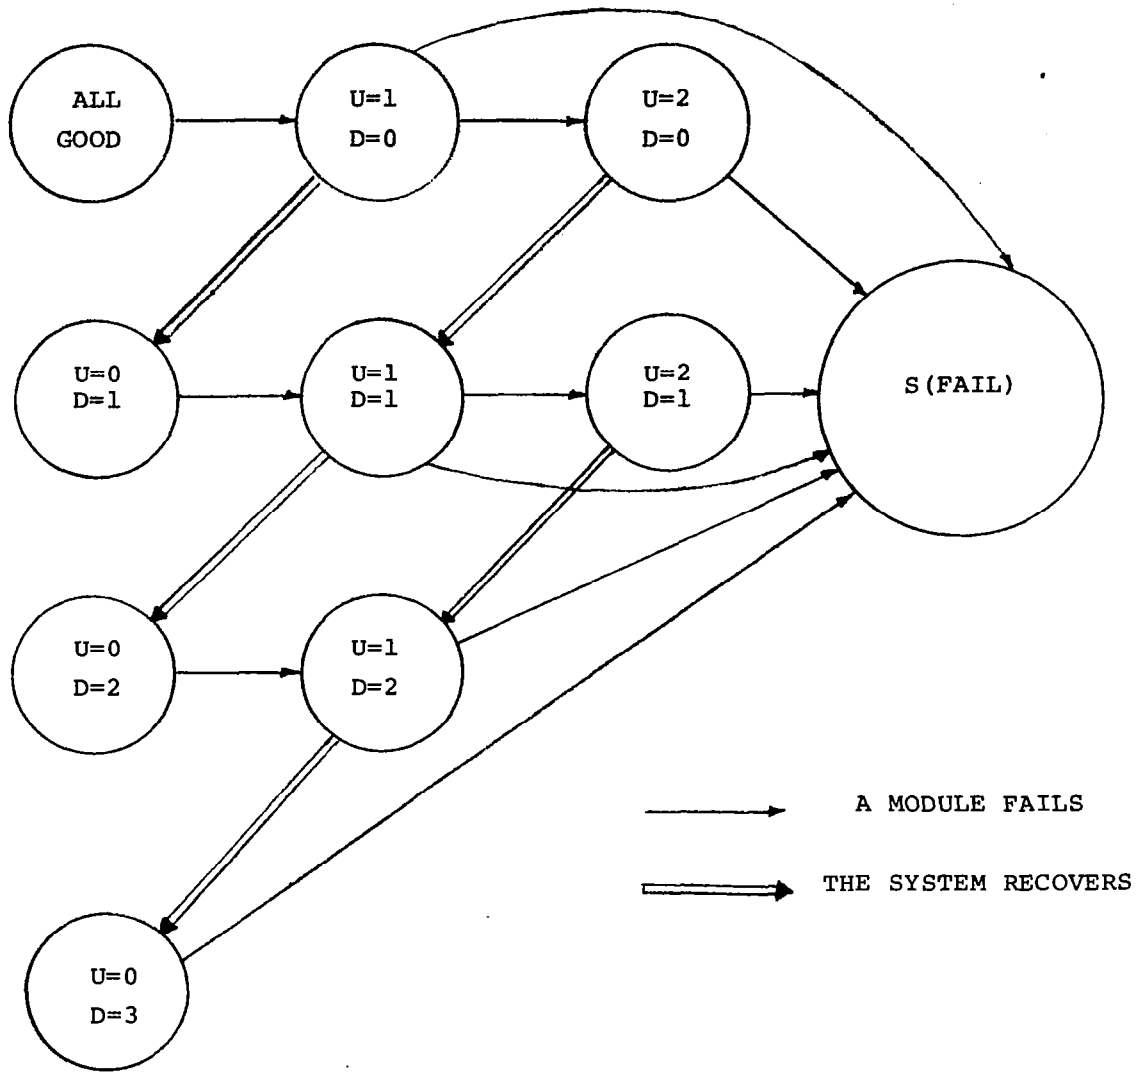 ALL
GOOD
U=1
D=0
U=2
D=0
U=0
D=1
U=1
D=1
U=2
D=1
S(FAIL)
U=0
D=2
U=1
D=2
A MODULE FAILS
THE SYSTEM RECOVERS
U=0
D=3